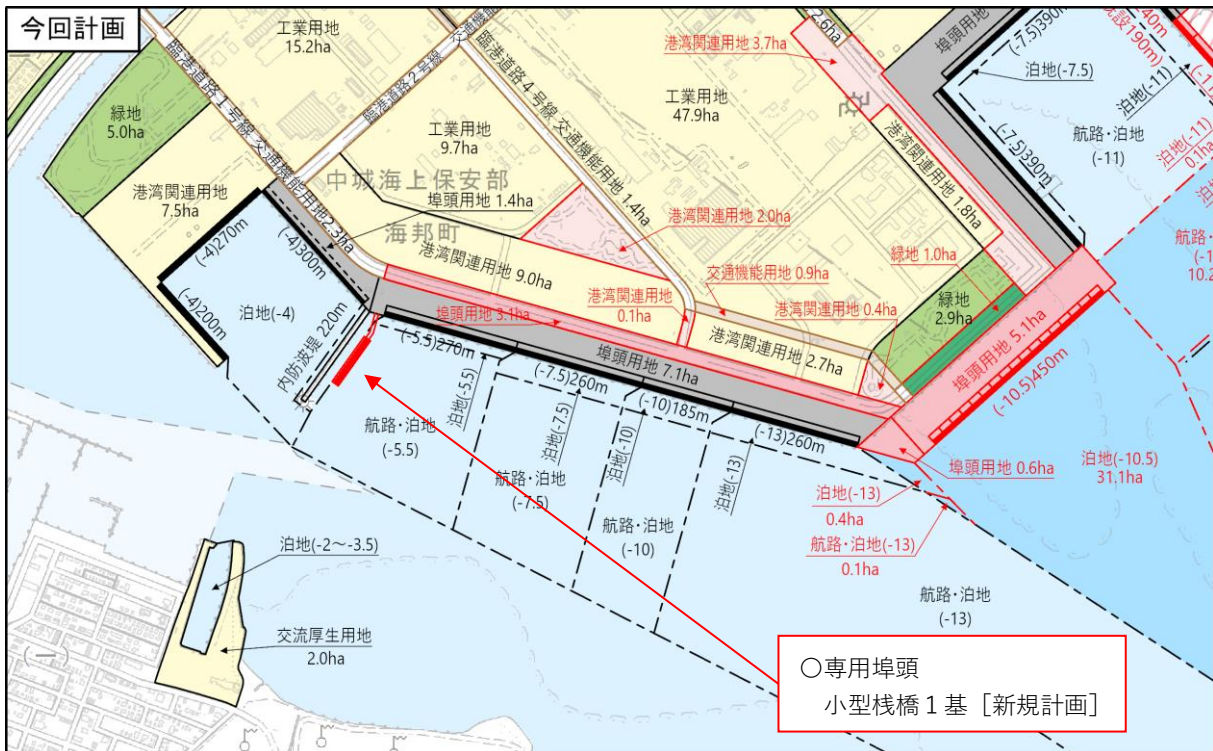 今回計画
工業用地
15.2ha
緑地
5.0ha
臨港道路1号線 交通機能用地2.3ha
臨港道路2号線
臨港道路4号線 交通機能用地 1.4ha
工業用地
9.7ha
港湾関連用地 3.7ha
2.6ha
工業用地
47.9ha
埠頭用地
(-7.5)390m
泊地(-7.5)
(-7.5)390m
既設190m)
泊地(-11)
航路・泊地
(-11)
泊地(-11)
0.1ha
港湾関連用地
7.5ha
中城海上保安部
埠頭用地 1.4ha
海邦町
港湾関連用地 9.0ha
港湾関連用地 2.0ha
港湾関連用地 1.8ha
緑地 1.0ha
交通機能用地 0.9ha
港湾関連用地
0.1ha
港湾関連用地 0.4ha
緑地
2.9ha
(-4)270m
(-4)300m
(-4)200m
泊地(-4)
内防波堤 220m
埠頭用地 3.1ha
埠頭用地 7.1ha
港湾関連用地 2.7ha
埠頭用地 5.1ha
(-10.5)450m
(-5.5)270m
(-7.5)260m
(-10)185m
(-13)260m
泊地(-5.5)
泊地(-7.5)
泊地(-10)
泊地(-13)
航路・泊地
(-5.5)
航路・泊地
(-7.5)
航路・泊地
(-10)
埠頭用地 0.6ha
泊地(-10.5)
31.1ha
泊地(-13)
0.4ha
航路・泊地(-13)
0.1ha
航路・泊地
(-13)
泊地(-2～-3.5)
交流厚生用地
2.0ha
○専用埠頭
小型桟橋1基［新規計画］